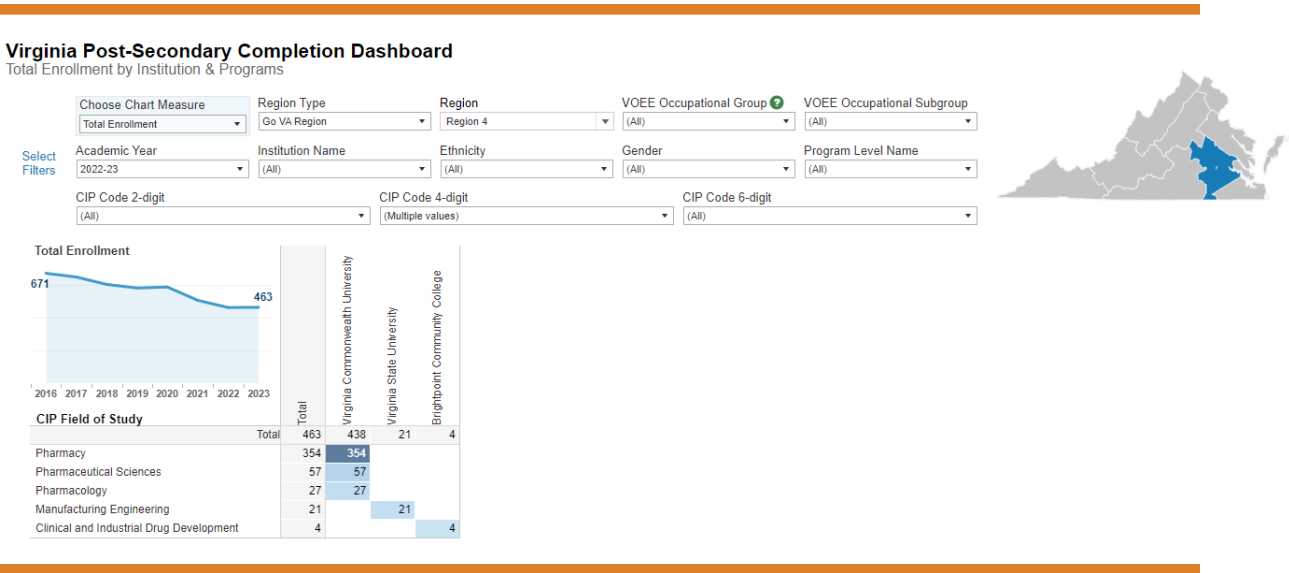 Virginia Post-Secondary Completion Dashboard
Total Enrollment by Institution & Programs
Choose Chart Measure
Total Enrollment
Region Type
Go VA Region
Region
Region 4
VOEE Occupational Group ?
(All)
VOEE Occupational Subgroup
(All)
Select Filters
Academic Year
2022-23
Institution Name
(All)
Ethnicity
(All)
Gender
(All)
Program Level Name
(All)
CIP Code 2-digit
(All)
CIP Code 4-digit
(Multiple values)
CIP Code 6-digit
(All)
Total Enrollment
671
463
2016 2017 2018 2019 2020 2021 2022 2023
CIP Field of Study
Total
Virginia Commonwealth University
Virginia State University
Brightpoint Community College
Total 463 438 21 4
Pharmacy 354 354
Pharmaceutical Sciences 57 57
Pharmacology 27 27
Manufacturing Engineering 21 21
Clinical and Industrial Drug Development 4 4